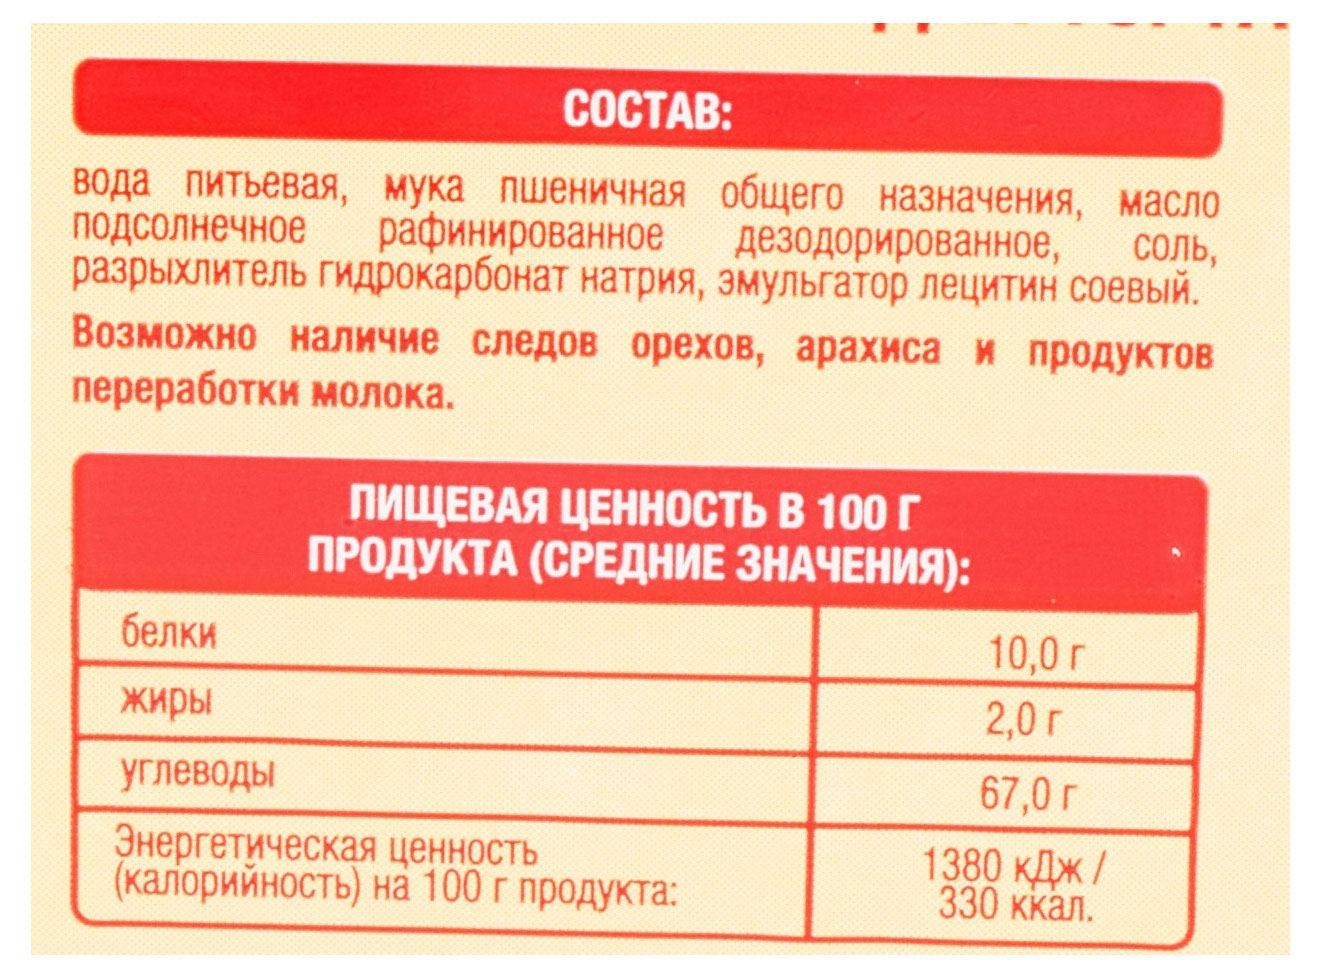 СОСТАВ:
вода питьевая, мука пшеничная общего назначения, масло
подсолнечное рафинированное дезодорированное, соль,
разрыхлитель гидрокарбонат натрия, эмульгатор лецитин соевый.
Возможно наличие следов орехов, арахиса и продуктов
переработки молока.
ПИЩЕВАЯ ЦЕННОСТЬ В 100 Г
ПРОДУКТА (СРЕДНИЕ ЗНАЧЕНИЯ):
белки 10,0 г
жиры 2,0 г
углеводы 67,0 г
Энергетическая ценность
(калорийность) на 100 г продукта:
1380 кДж /
330 ккал.